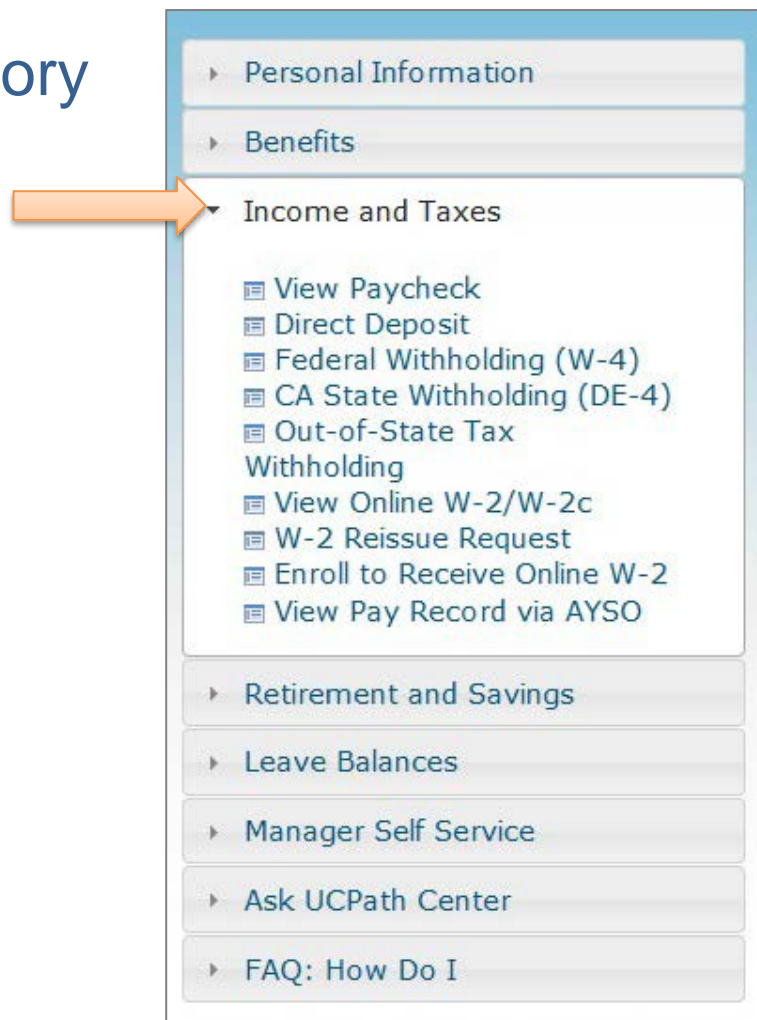 ory
Personal Information
Benefits
Income and Taxes
View Paycheck
Direct Deposit
Federal Withholding (W-4)
CA State Withholding (DE-4)
Out-of-State Tax
Withholding
View Online W-2/W-2c
W-2 Reissue Request
Enroll to Receive Online W-2
View Pay Record via AYSO
Retirement and Savings
Leave Balances
Manager Self Service
Ask UCPath Center
FAQ: How Do I